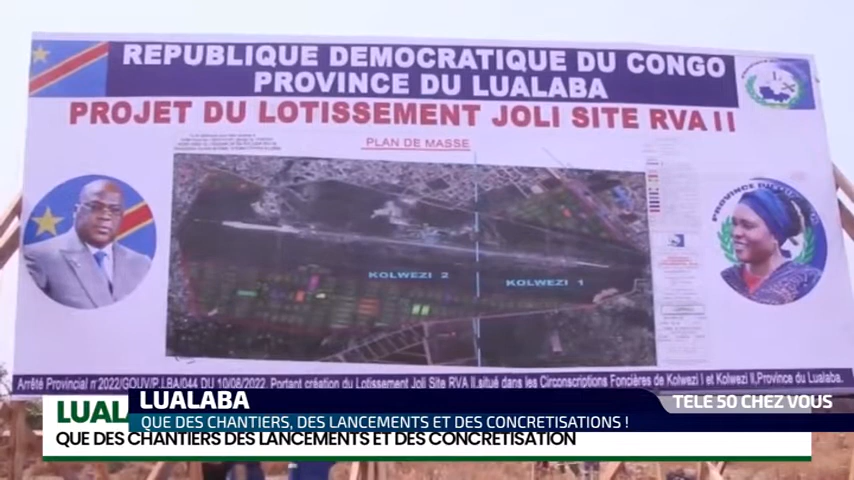 REPUBLIQUE DEMOCRATIQUE DU CONGO
PROVINCE DU LUALABA
PROJET DU LOTISSEMENT JOLI SITE RVA II
PLAN DE MASSE
PROVINCE DU
KOLWEZI 2
KOLWEZI 1
Arrêté Provincial n°2022/GOUV/P.LBA/044 DU 10/08/2022. Portant création du Lotissement Joli Site RVA II,situé dans les Circonscriptions Foncières de Kolwezi I et Kolwezi II,Province du Lualaba.
LUAL
LUALABA
TELE 50 CHEZ VOUS
QUE DES CHANTIERS, DES LANCEMENTS ET DES CONCRETISATIONS !
QUE DES CHANTIERS DES LANCEMENTS ET DES CONCRETISATION